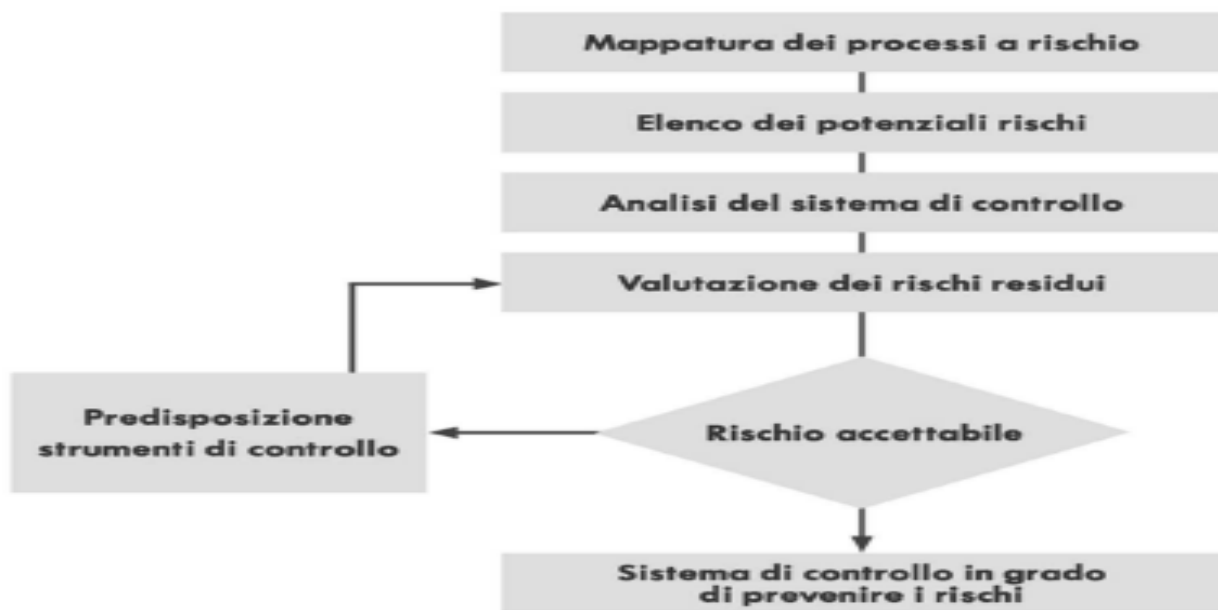 Mappatura dei processi a rischio
Elenco dei potenziali rischi
Analisi del sistema di controllo
Valutazione dei rischi residui
Predisposizione
strumenti di controllo
Rischio accettabile
Sistema di controllo in grado
di prevenire i rischi